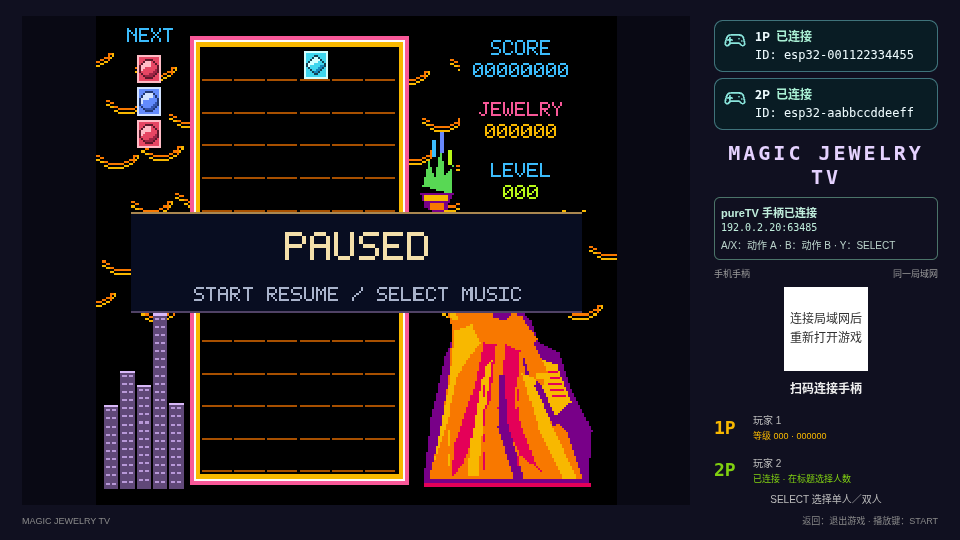 NEXT
SCORE
00000000
JEWELRY
000000
LEVEL
000
PAUSED
START RESUME / SELECT MUSIC
1P 已连接
ID: esp32-001122334455
2P 已连接
ID: esp32-aabbccddeeff
MAGIC JEWELRY
TV
pureTV 手柄已连接
192.0.2.20:63485
A/X: 动作 A · B: 动作 B · Y: SELECT
手机手柄
同一局域网
连接局域网后
重新打开游戏
扫码连接手柄
1P
玩家 1
等级 000 · 000000
2P
玩家 2
已连接 · 在标题选择人数
SELECT 选择单人／双人
MAGIC JEWELRY TV
返回: 退出游戏 · 播放键: START